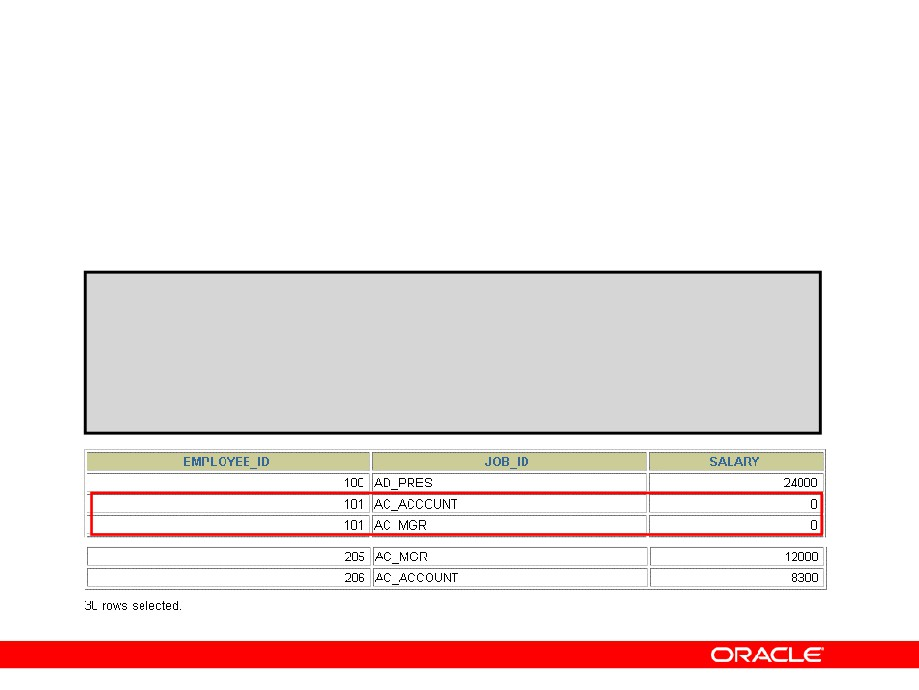 EMPLOYEE_ID JOB_ID SALARY
100 AD_PRES 24000
101 AC_ACCOUNT 0
101 AC_MGR 0
205 AC_MGR 12000
206 AC_ACCOUNT 8300
rows selected.
ORACLE